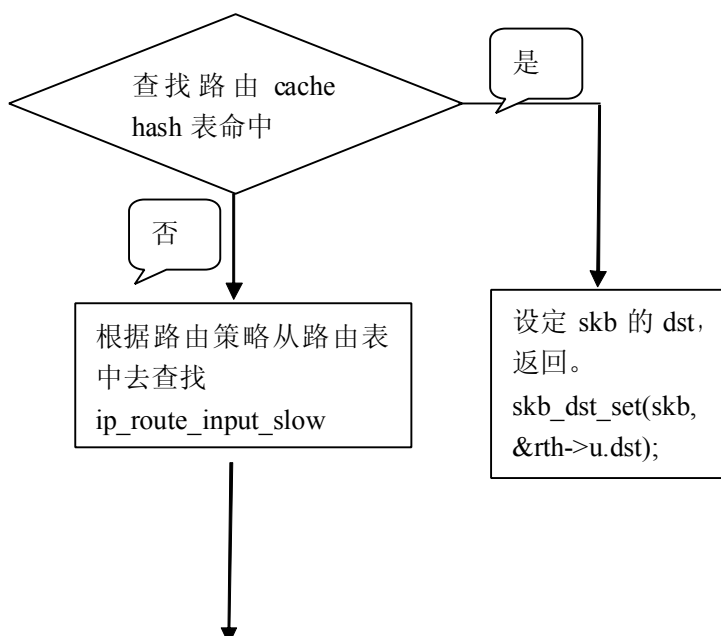 查找路由 cache
hash 表命中
是
否
根据路由策略从路由表
中去查找
ip_route_input_slow
设定 skb 的 dst,
返回。
skb_dst_set(skb,
&rth->u.dst);